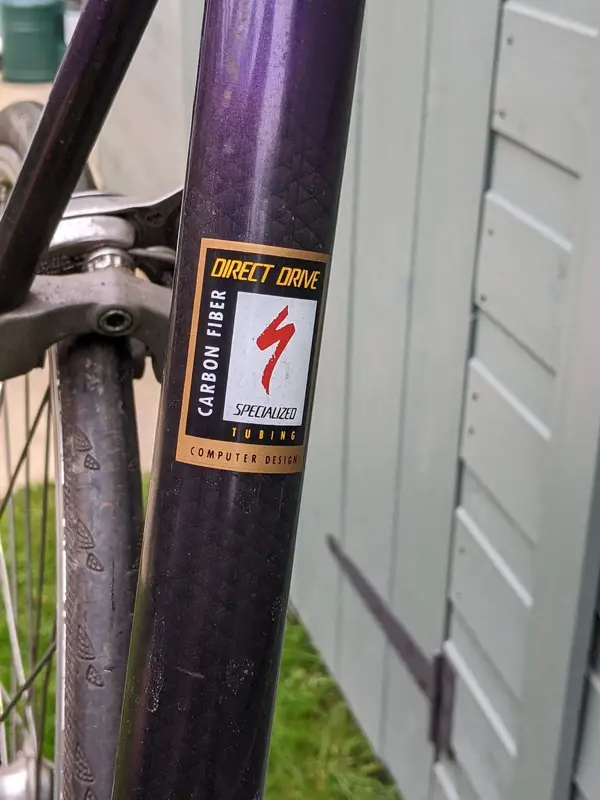 DIRECT DRIVE
CARBON FIBER
SPECIALIZED
TUBING
COMPUTER DESIGN